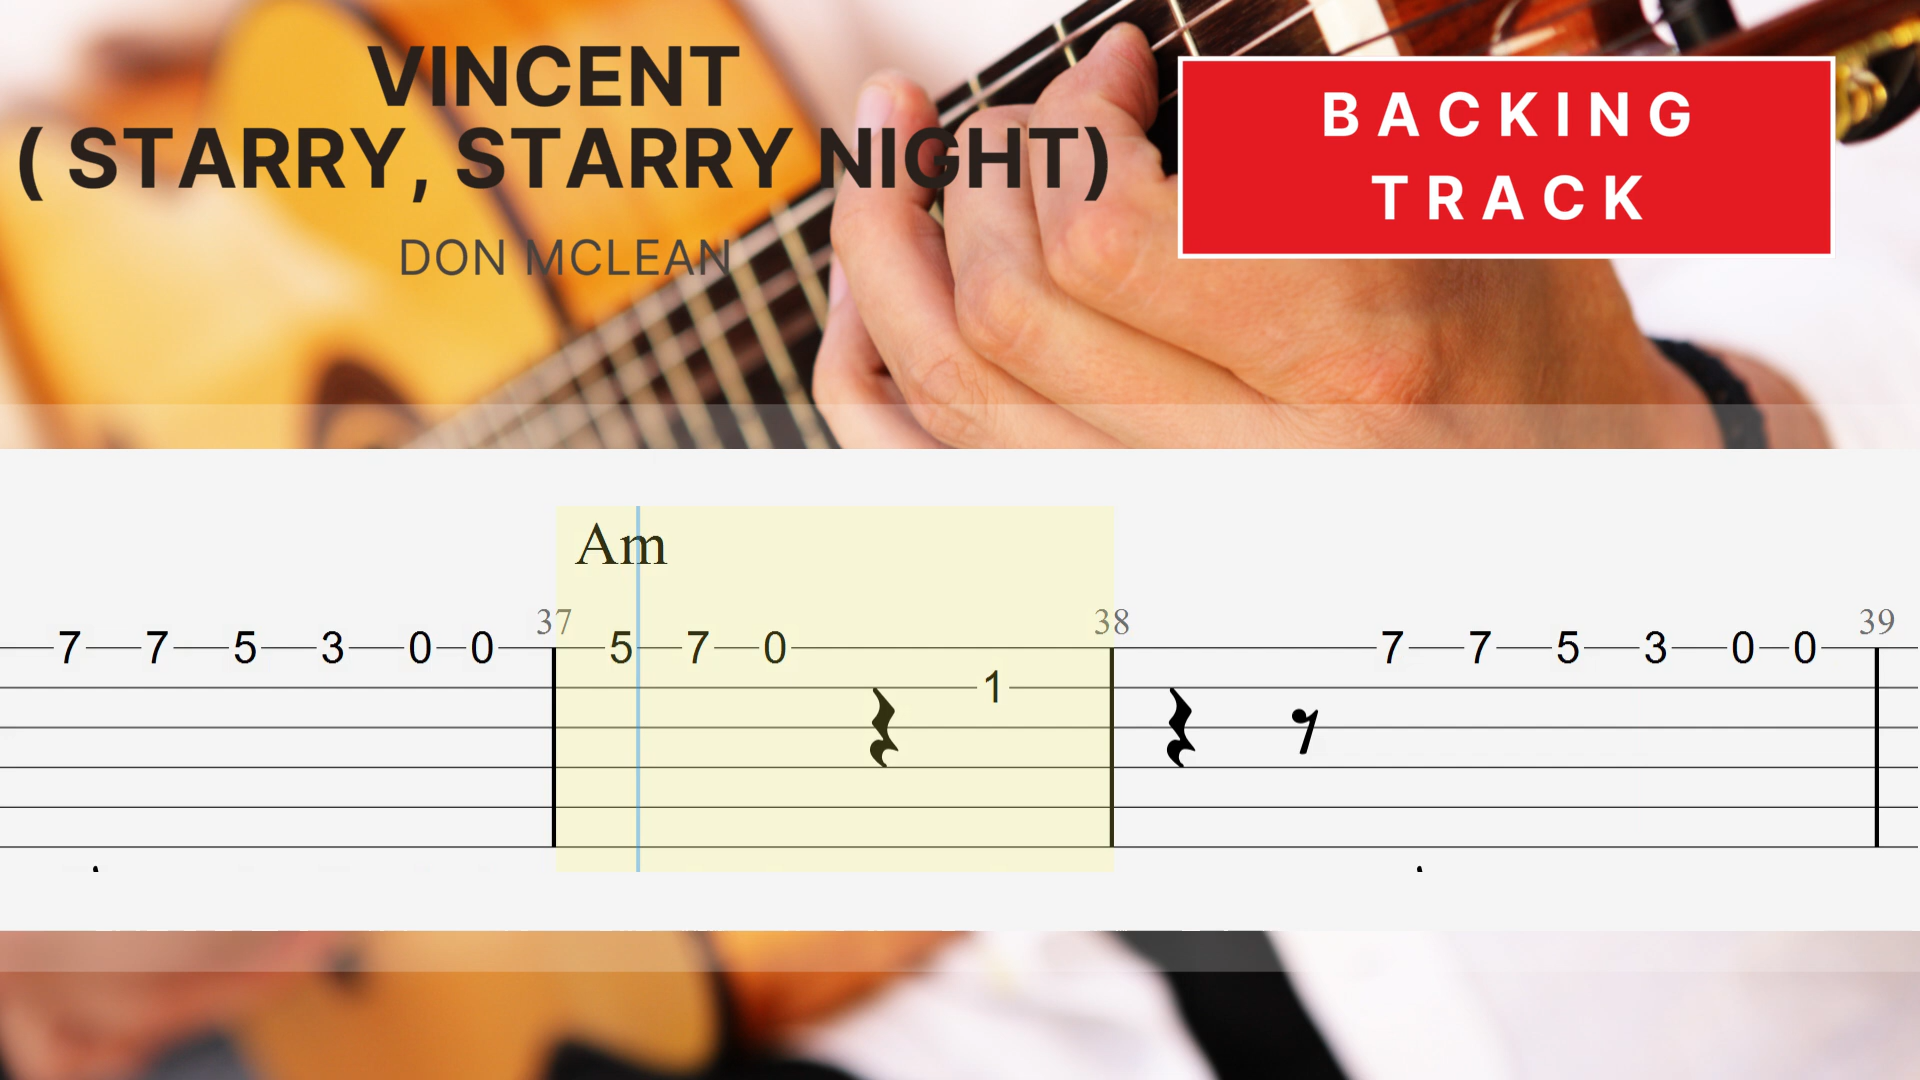 VINCENT
( STARRY, STARRY NIGHT)
DON MCLEAN
BACKING
TRACK
Am
37 38 39
7 7 5 3 0 0 5 7 0 7 7 5 3 0 0
1